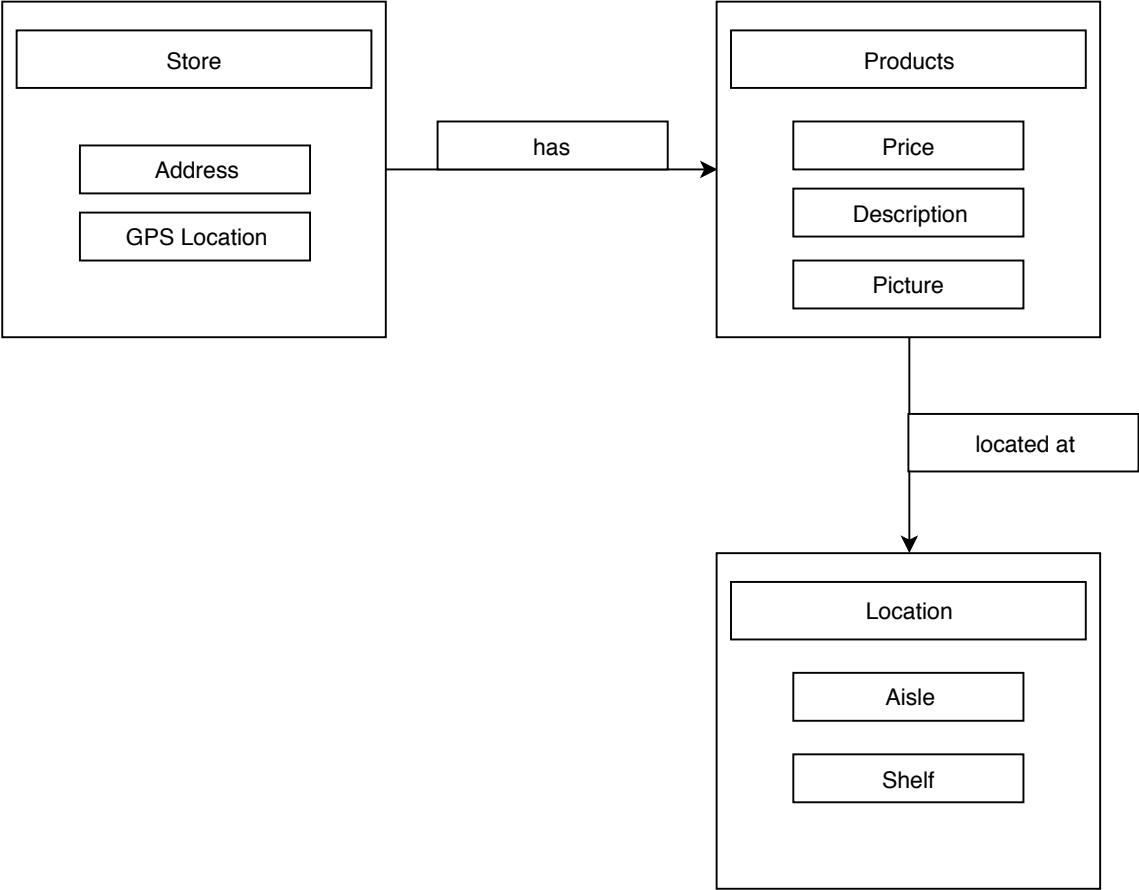 Store
Address
GPS Location
has
Products
Price
Description
Picture
located at
Location
Aisle
Shelf